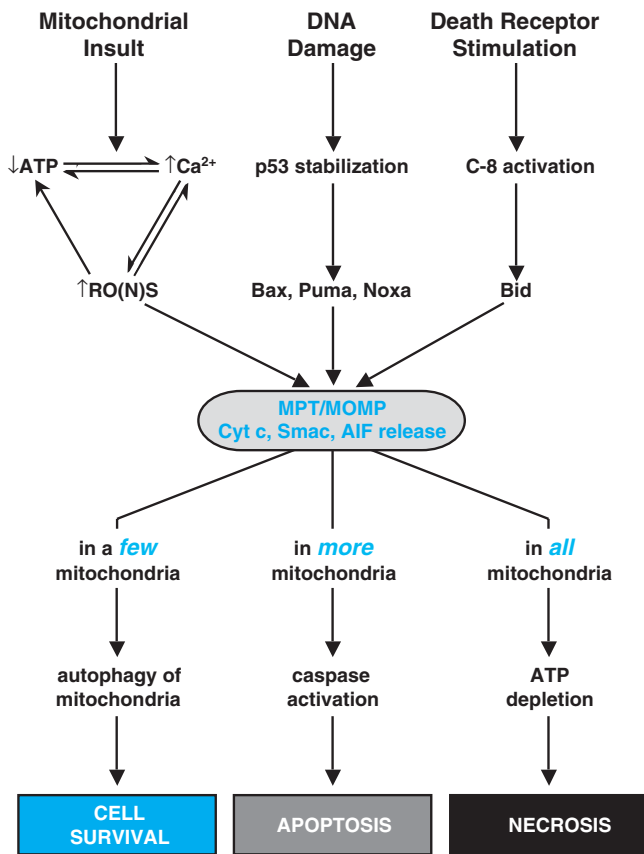 Mitochondrial
Insult
DNA
Damage
Death Receptor
Stimulation
↓ATP
↑Ca²⁺
p53 stabilization
C-8 activation
↑RO(N)S
Bax, Puma, Noxa
Bid
MPT/MOMP
Cyt c, Smac, AIF release
in a few
mitochondria
in more
mitochondria
in all
mitochondria
autophagy of
mitochondria
caspase
activation
ATP
depletion
CELL
SURVIVAL
APOPTOSIS
NECROSIS